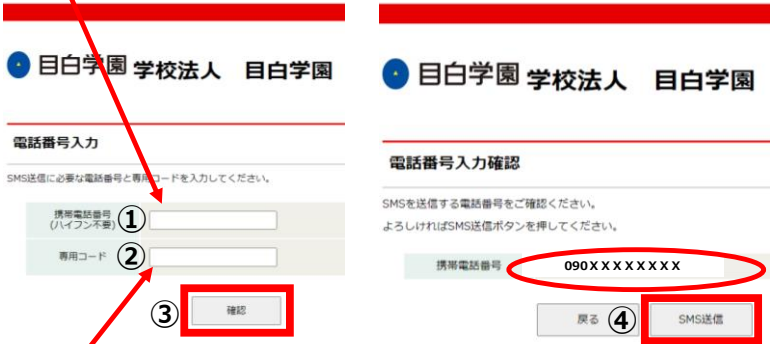 目白学園 学校法人 目白学園
電話番号入力
SMS送信に必要な電話番号と専用コードを入力してください。
携帯電話番号
(ハイフン不要)
①
専用コード
②
③
確認
目白学園 学校法人 目白学園
電話番号入力確認
SMSを送信する電話番号をご確認ください。
よろしければSMS送信ボタンを押してください。
携帯電話番号
090XXXXXXXX
戻る
④
SMS送信